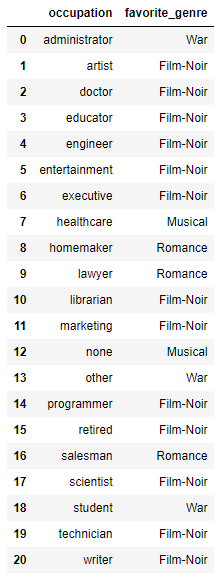 occupation favorite_genre
0 administrator War
1 artist Film-Noir
2 doctor Film-Noir
3 educator Film-Noir
4 engineer Film-Noir
5 entertainment Film-Noir
6 executive Film-Noir
7 healthcare Musical
8 homemaker Romance
9 lawyer Romance
10 librarian Film-Noir
11 marketing Film-Noir
12 none Musical
13 other War
14 programmer Film-Noir
15 retired Film-Noir
16 salesman Romance
17 scientist Film-Noir
18 student War
19 technician Film-Noir
20 writer Film-Noir